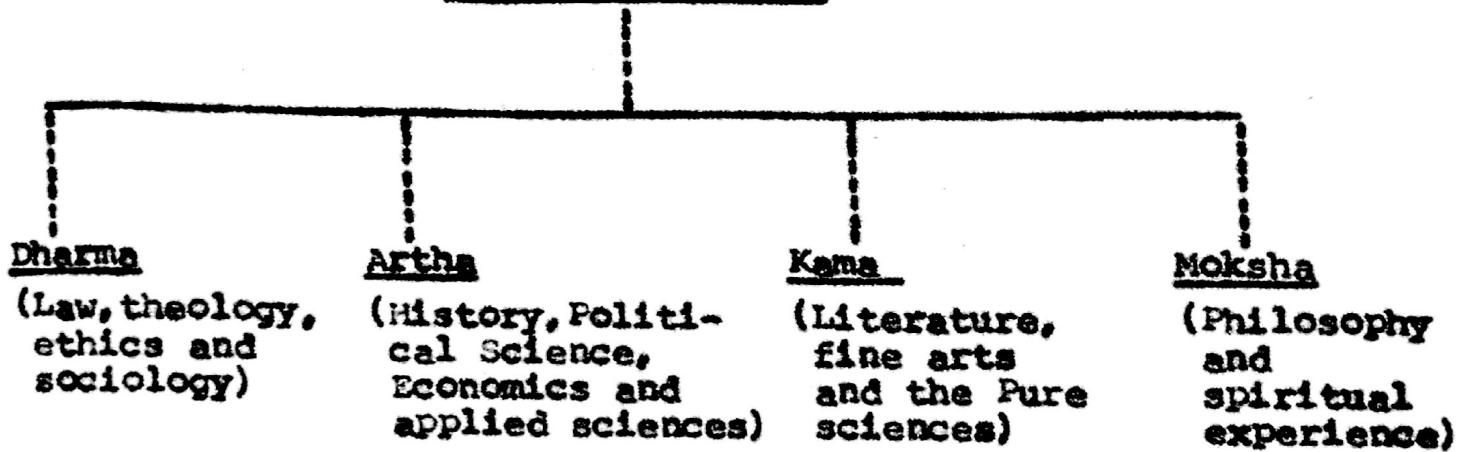 Dharma
(Law, theology,
ethics and
sociology)
Artha
(History, Politi-
cal Science,
Economics and
applied sciences)
Kama
(Literature,
fine arts
and the Pure
sciences)
Moksha
(Philosophy
and
spiritual
experience)